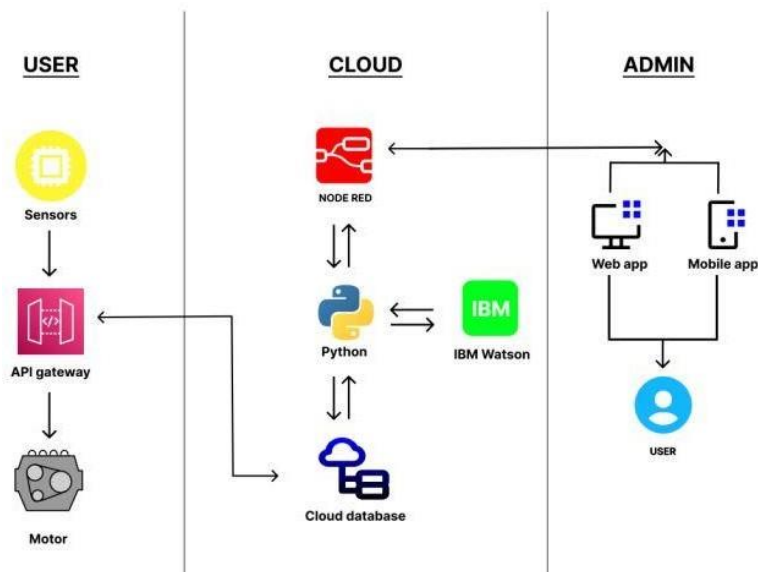 USER
CLOUD
ADMIN
Sensors
NODE RED
Web app
Mobile app
</>
API gateway
Python
IBM
IBM Watson
USER
Motor
Cloud database